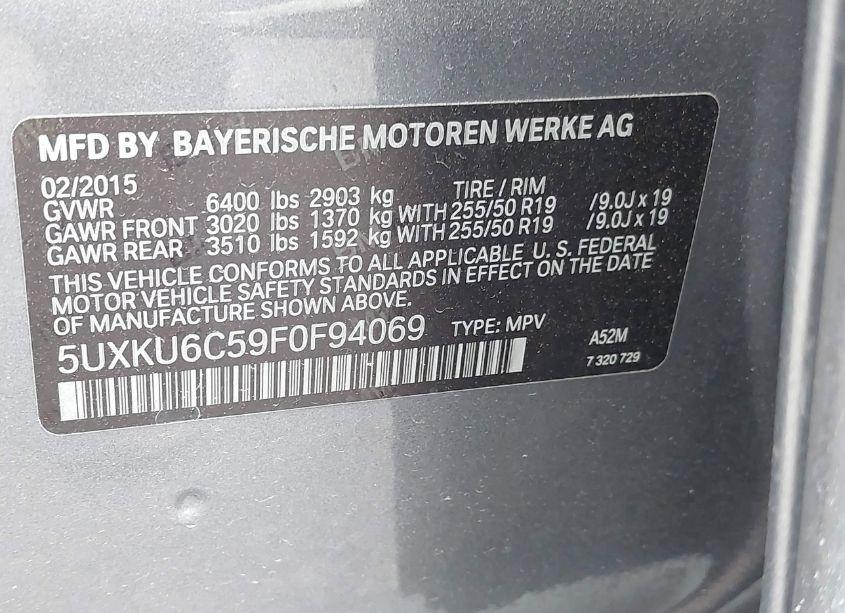 MFD BY BAYERISCHE MOTOREN WERKE AG
02/2015 TIRE / RIM
GVWR 6400 lbs 2903 kg
GAWR FRONT 3020 lbs 1370 kg WITH 255/50 R19 /9.0J x 19
GAWR REAR 3510 lbs 1592 kg WITH 255/50 R19 /9.0J x 19
THIS VEHICLE CONFORMS TO ALL APPLICABLE U. S. FEDERAL
MOTOR VEHICLE SAFETY STANDARDS IN EFFECT ON THE DATE
OF MANUFACTURE SHOWN ABOVE.
5UXKU6C59F0F94069 TYPE: MPV A52M
7 320 729